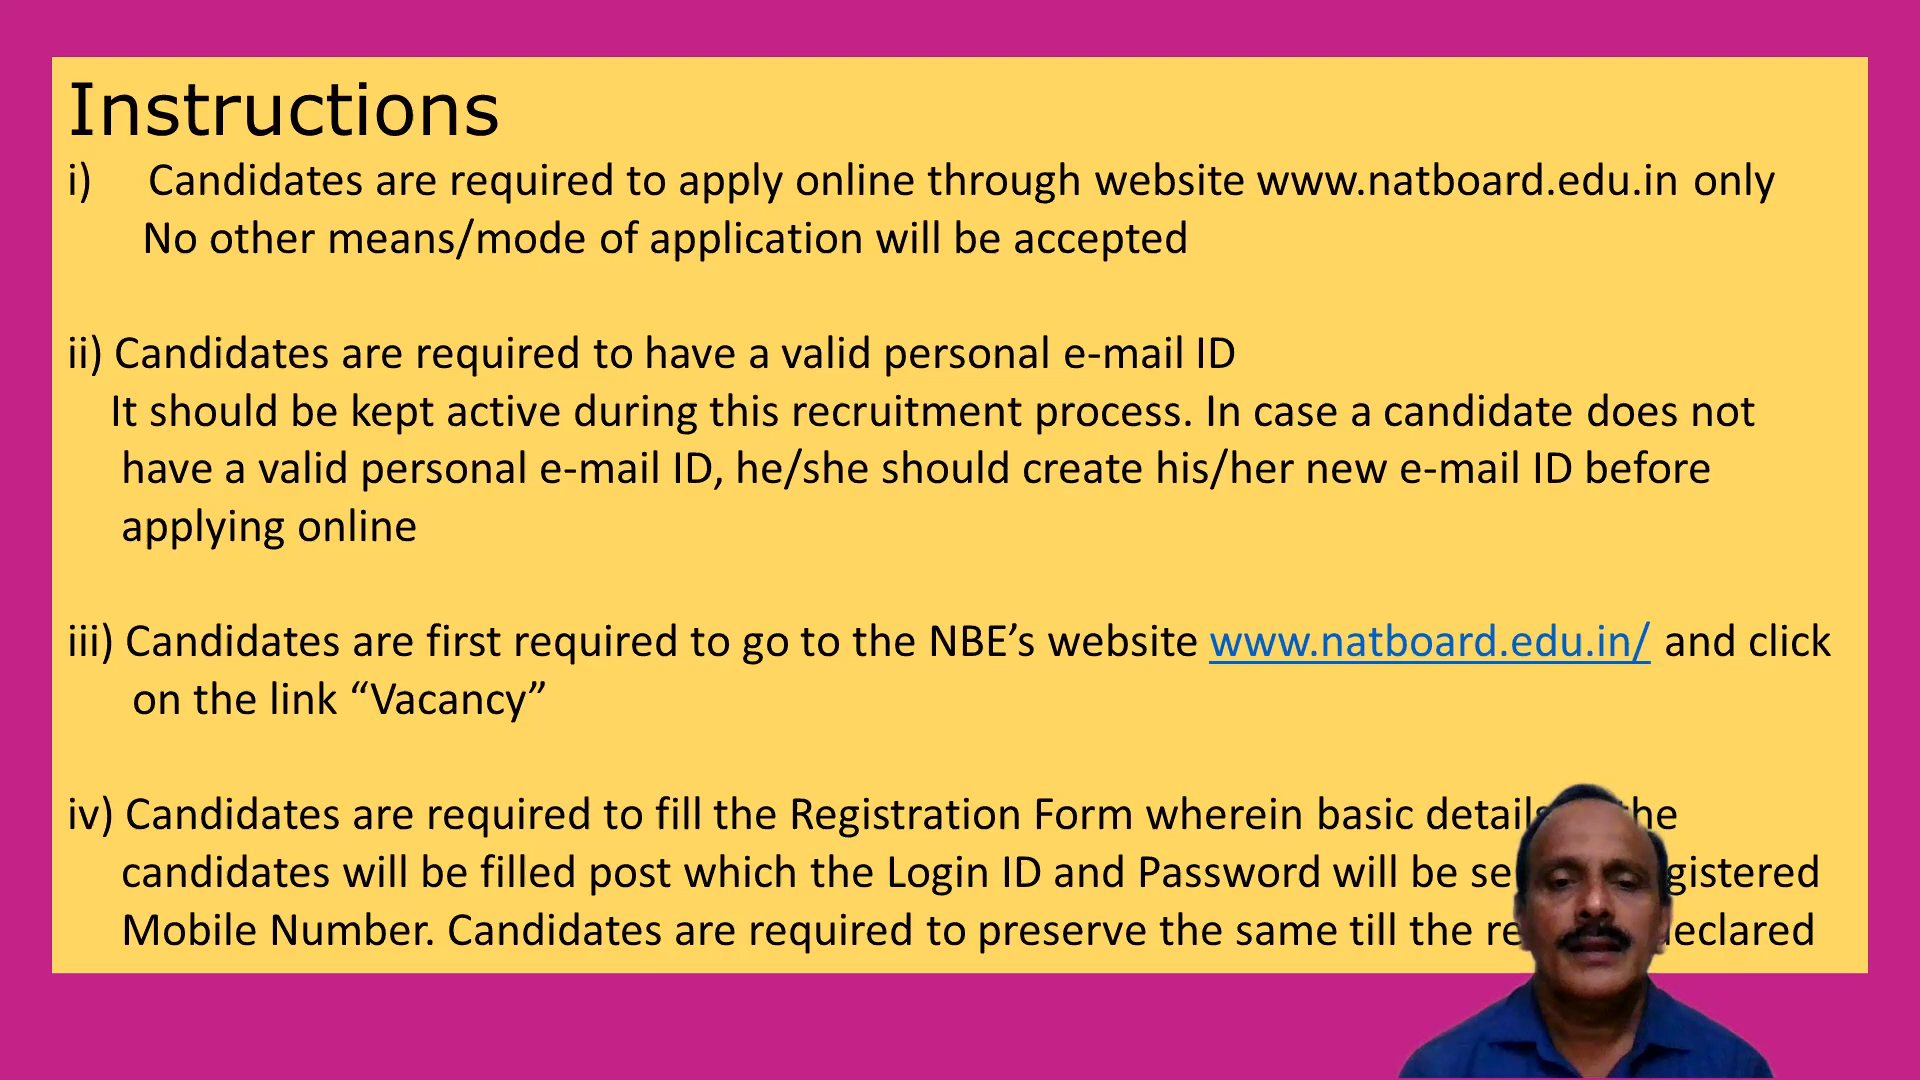 Instructions
i) Candidates are required to apply online through website www.natboard.edu.in only
No other means/mode of application will be accepted
ii) Candidates are required to have a valid personal e-mail ID
It should be kept active during this recruitment process. In case a candidate does not
have a valid personal e-mail ID, he/she should create his/her new e-mail ID before
applying online
iii) Candidates are first required to go to the NBE’s website www.natboard.edu.in/ and click
on the link “Vacancy”
iv) Candidates are required to fill the Registration Form wherein basic details the
candidates will be filled post which the Login ID and Password will be
Mobile Number. Candidates are required to preserve the same till the